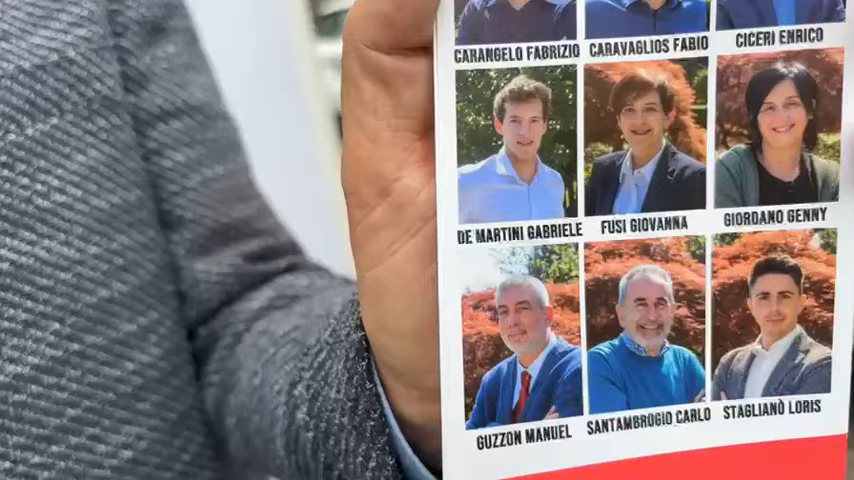 CARANGELO FABRIZIO CARAVAGLIOS FABIO CICERI ENRICO
DE MARTINI GABRIELE FUSI GIOVANNA GIORDANO GENNY
GUZZON MANUEL SANTAMBROGIO CARLO STAGLIANÒ LORIS